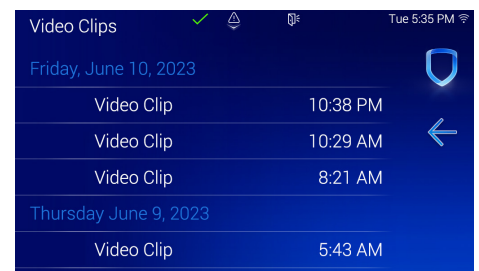 Video Clips Tue 5:35 PM
Friday, June 10, 2023
Video Clip 10:38 PM
Video Clip 10:29 AM
Video Clip 8:21 AM
Thursday June 9, 2023
Video Clip 5:43 AM